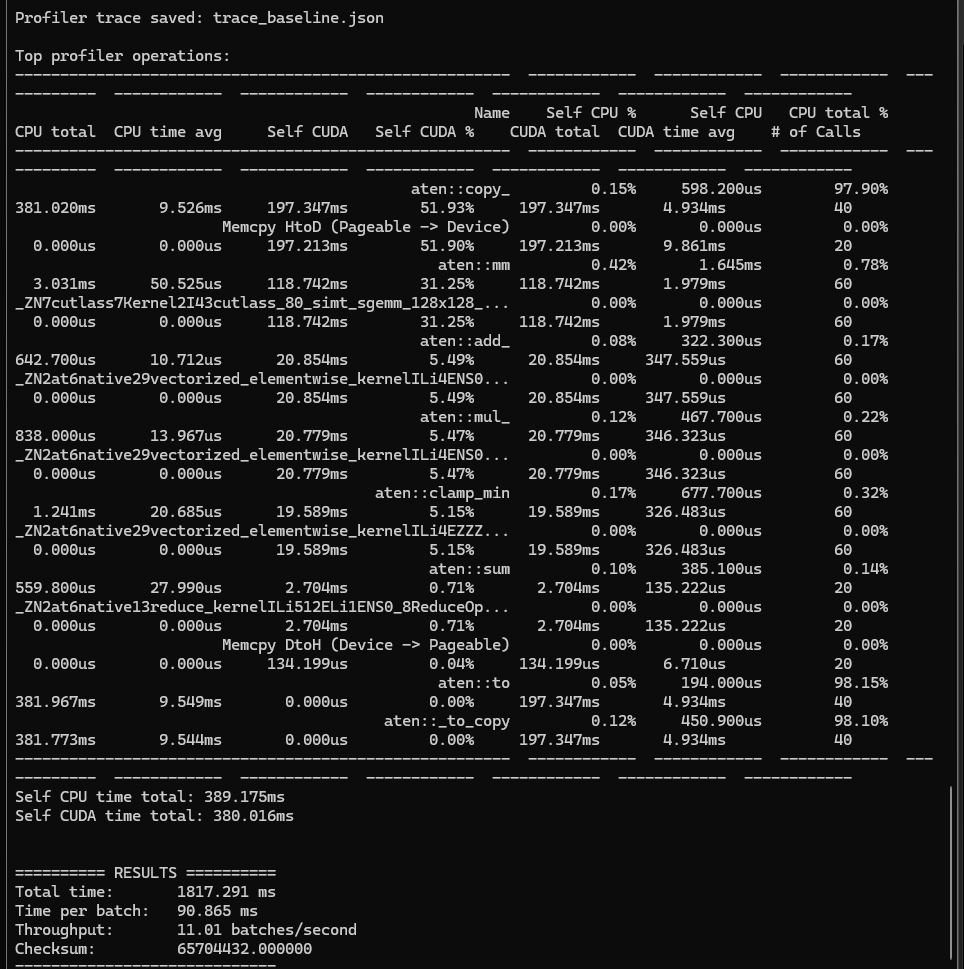 Profiler trace saved: trace_baseline.json
Top profiler operations:
-------------------------------------------------------  ------------  ------------  ------------  ---
---------  ------------  ------------  ------------  ------------  ------------  ------------
Name    Self CPU %      Self CPU   CPU total %
CPU total  CPU time avg     Self CUDA   Self CUDA %    CUDA total  CUDA time avg    # of Calls
-------------------------------------------------------  ------------  ------------  ------------  ---
---------  ------------  ------------  ------------  ------------  ------------  ------------
aten::copy_         0.15%     598.200us        97.90%
381.020ms       9.526ms     197.347ms        51.93%     197.347ms       4.934ms            40
Memcpy HtoD (Pageable -> Device)         0.00%       0.000us         0.00%
0.000us       0.000us     197.213ms        51.90%     197.213ms       9.861ms            20
aten::mm         0.42%       1.645ms         0.78%
3.031ms      50.525us     118.742ms        31.25%     118.742ms       1.979ms            60
_ZN7cutlass7Kernel2I43cutlass_80_simt_sgemm_128x128_...         0.00%       0.000us         0.00%
0.000us       0.000us     118.742ms        31.25%     118.742ms       1.979ms            60
aten::add_         0.08%     322.300us         0.17%
642.700us      10.712us      20.854ms         5.49%      20.854ms     347.559us            60
_ZN2at6native29vectorized_elementwise_kernelILi4ENS0...         0.00%       0.000us         0.00%
0.000us       0.000us      20.854ms         5.49%      20.854ms     347.559us            60
aten::mul_         0.12%     467.700us         0.22%
838.000us      13.967us      20.779ms         5.47%      20.779ms     346.323us            60
_ZN2at6native29vectorized_elementwise_kernelILi4ENS0...         0.00%       0.000us         0.00%
0.000us       0.000us      20.779ms         5.47%      20.779ms     346.323us            60
aten::clamp_min         0.17%     677.700us         0.32%
1.241ms      20.685us      19.589ms         5.15%      19.589ms     326.483us            60
_ZN2at6native29vectorized_elementwise_kernelILi4EZZZ...         0.00%       0.000us         0.00%
0.000us       0.000us      19.589ms         5.15%      19.589ms     326.483us            60
aten::sum         0.10%     385.100us         0.14%
559.800us      27.990us       2.704ms         0.71%       2.704ms     135.222us            20
_ZN2at6native13reduce_kernelILi512ELi1ENS0_8ReduceOp...         0.00%       0.000us         0.00%
0.000us       0.000us       2.704ms         0.71%       2.704ms     135.222us            20
Memcpy DtoH (Device -> Pageable)         0.00%       0.000us         0.00%
0.000us       0.000us     134.199us         0.04%     134.199us       6.710us            20
aten::to         0.05%     194.000us        98.15%
381.967ms       9.549ms       0.000us         0.00%     197.347ms       4.934ms            40
aten::_to_copy         0.12%     450.900us        98.10%
381.773ms       9.544ms       0.000us         0.00%     197.347ms       4.934ms            40
-------------------------------------------------------  ------------  ------------  ------------  ---
---------  ------------  ------------  ------------  ------------  ------------  ------------
Self CPU time total: 389.175ms
Self CUDA time total: 380.016ms
========== RESULTS ==========
Total time:       1817.291 ms
Time per batch:   90.865 ms
Throughput:       11.01 batches/second
Checksum:         65704432.000000
=============================